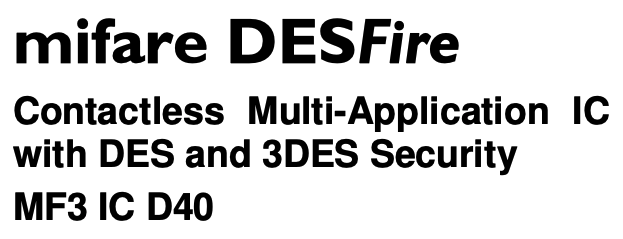 mifare DESFire
Contactless Multi-Application IC
with DES and 3DES Security
MF3 IC D40